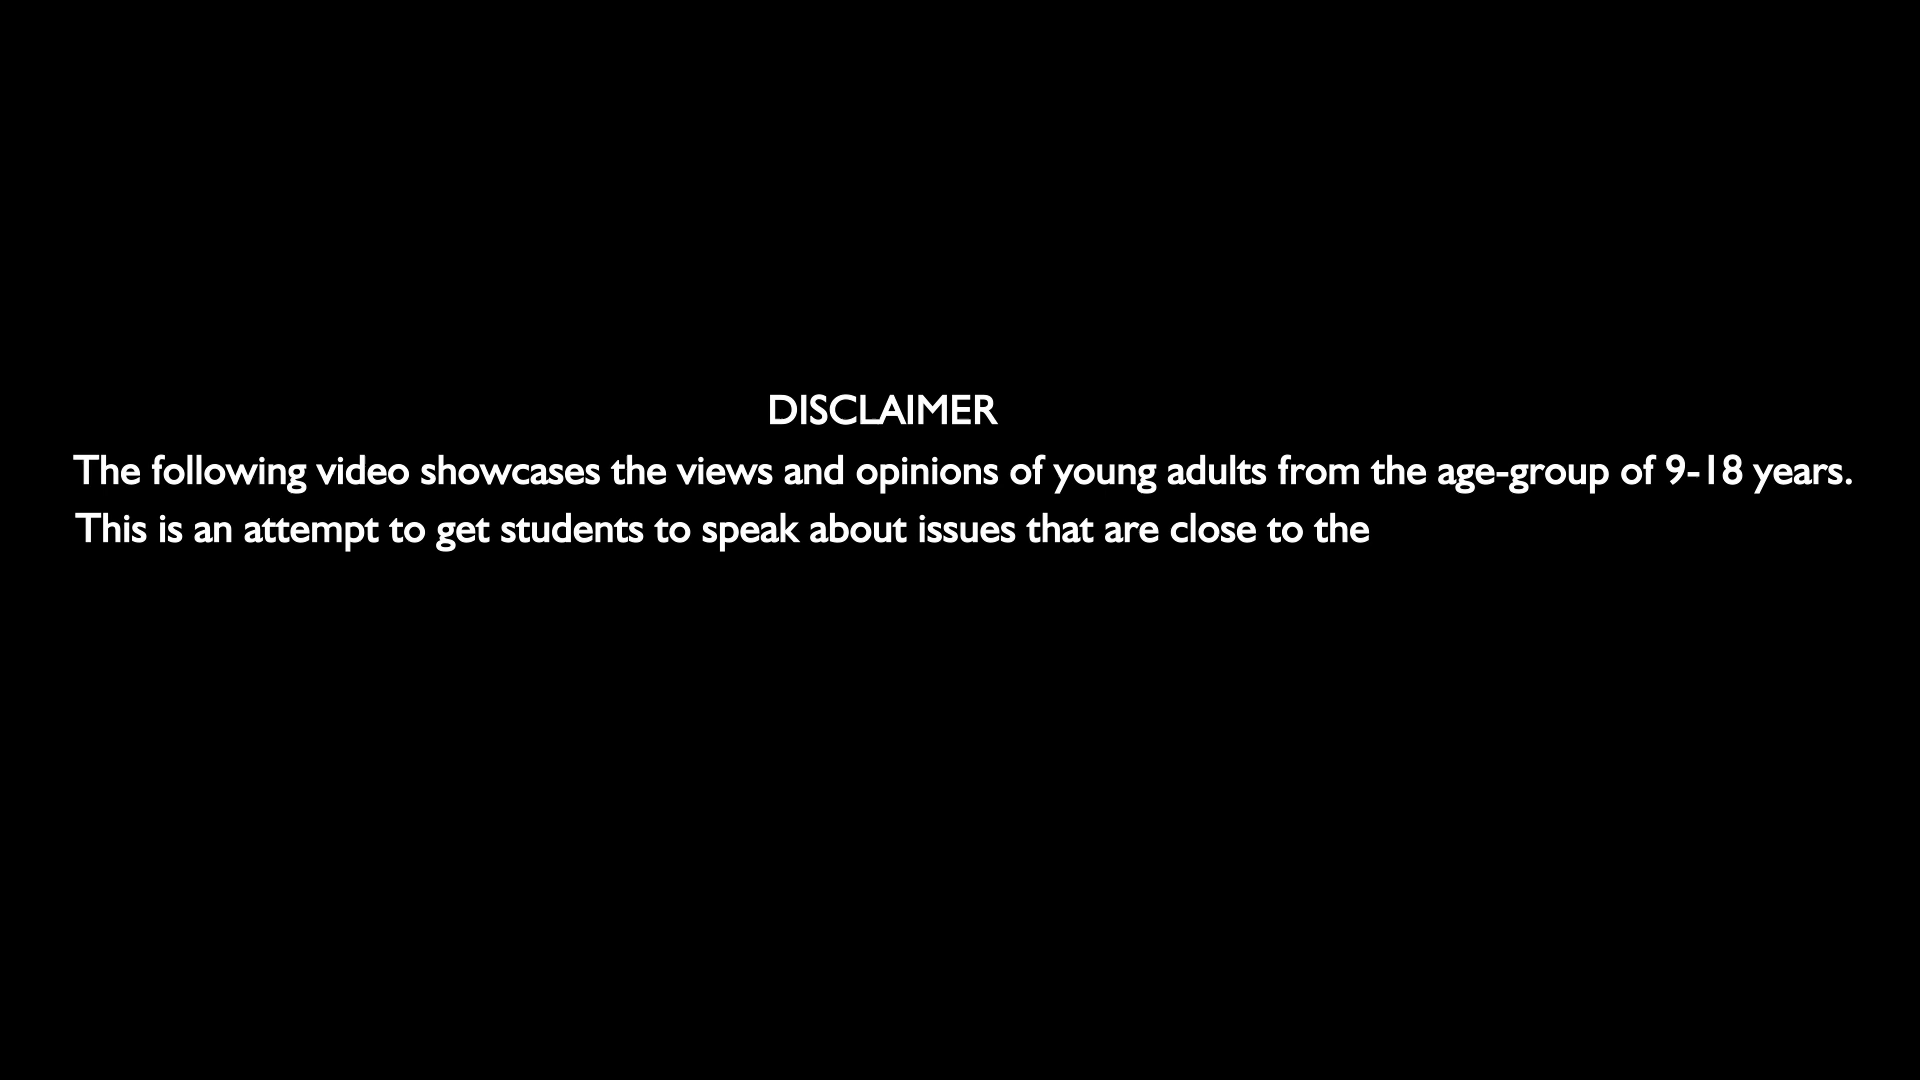 DISCLAIMER
The following video showcases the views and opinions of young adults from the age-group of 9-18 years.
This is an attempt to get students to speak about issues that are close to the